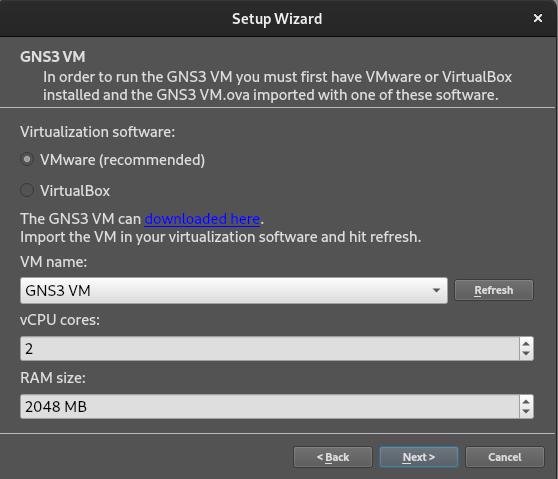 Setup Wizard
GNS3 VM
In order to run the GNS3 VM you must first have VMware or VirtualBox
installed and the GNS3 VM.ova imported with one of these software.
Virtualization software:
VMware (recommended)
VirtualBox
The GNS3 VM can downloaded here.
Import the VM in your virtualization software and hit refresh.
VM name:
GNS3 VM
Refresh
vCPU cores:
2
RAM size:
2048 MB
< Back
Next >
Cancel